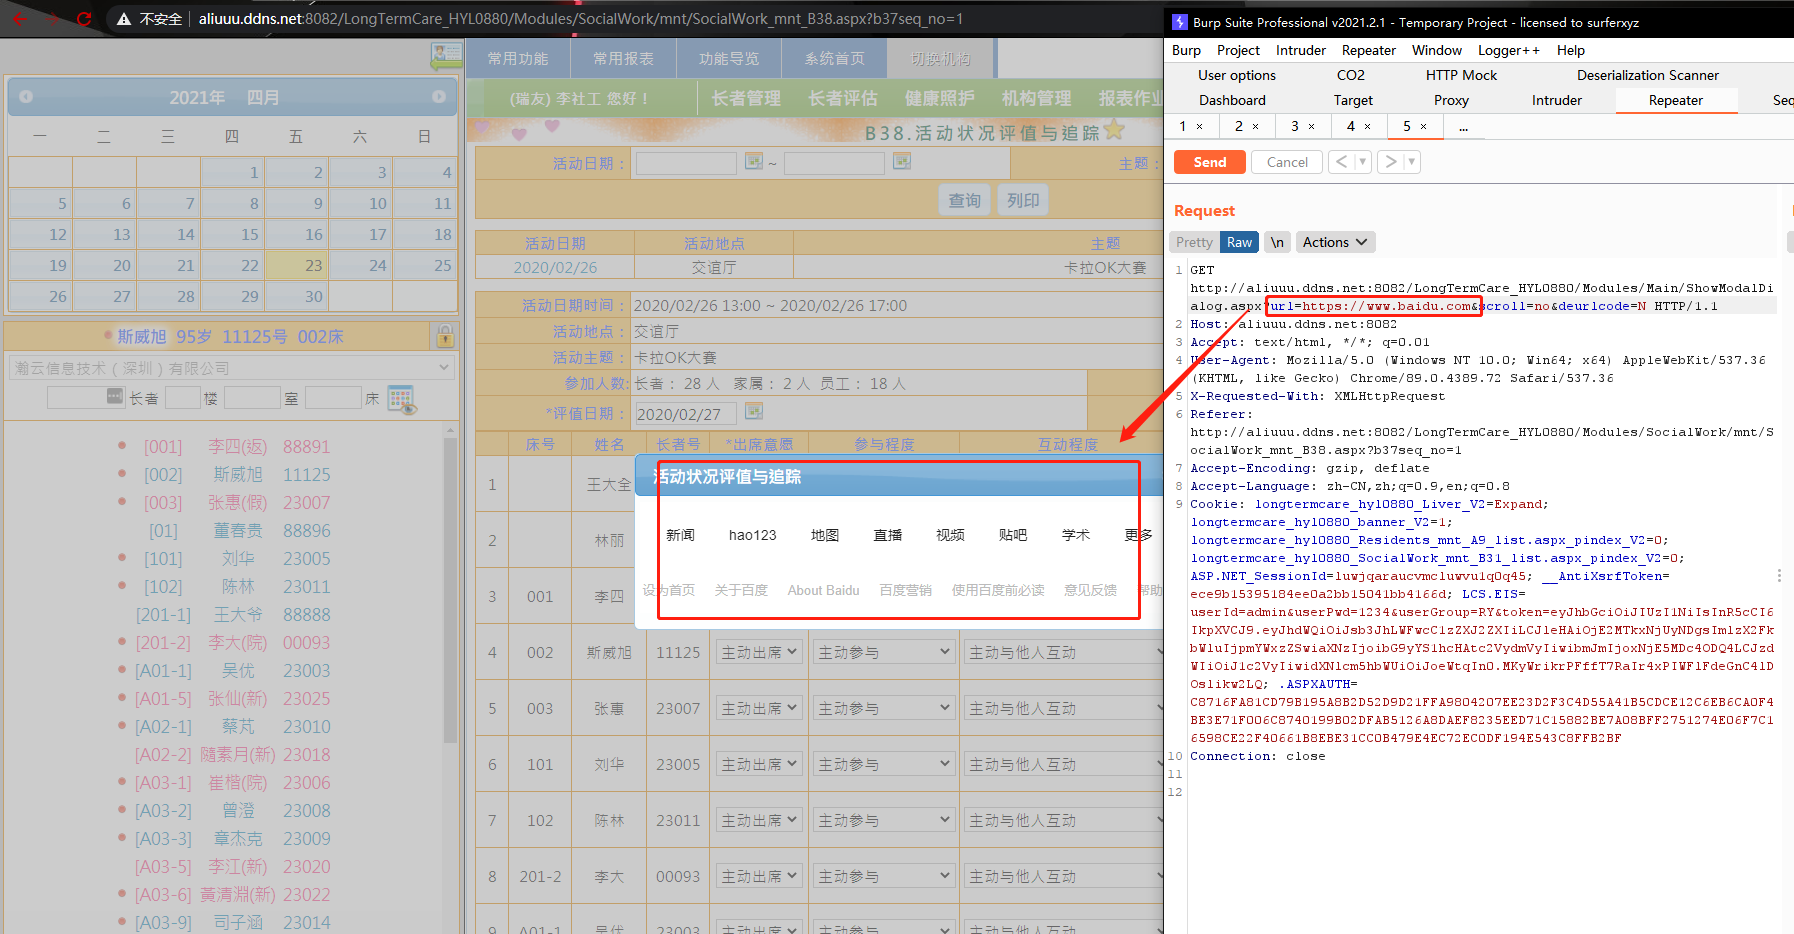 不安全 aliuuu.ddns.net:8082/LongTermCare_HYL0880/Modules/SocialWork/mnt/SocialWork_mnt_B38.aspx?b37seq_no=1
2021年 四月
一 二 三 四 五 六 日
1 2 3 4
5 6 7 8 9 10 11
12 13 14 15 16 17 18
19 20 21 22 23 24 25
26 27 28 29 30
斯威旭 95岁 11125号 002床
瀚云信息技术（深圳）有限公司
长者 楼 室 床
[001] 李四(返) 88891
[002] 斯威旭 11125
[003] 张惠(假) 23007
[01] 董春贵 88896
[101] 刘华 23005
[102] 陈林 23011
[201-1] 王大爷 88888
[201-2] 李大(院) 00093
[A01-1] 吴优 23003
[A01-5] 张仙(新) 23025
[A02-1] 蔡芃 23010
[A02-2] 隨素月(新) 23018
[A03-1] 崔楷(院) 23006
[A03-2] 曾澄 23008
[A03-3] 章杰克 23009
[A03-5] 李江(新) 23020
[A03-6] 黃清淵(新) 23022
[A03-9] 司子涵 23014
常用功能 常用报表 功能导览 系统首页 切换机构
(瑞友) 李社工 您好！ 长者管理 长者评估 健康照护 机构管理 报表作业
B38.活动状况评值与追踪
活动日期： ~ 主题：
查询 列印
活动日期 活动地点 主题
2020/02/26 交谊厅 卡拉OK大赛
活动日期时间： 2020/02/26 13:00 ~ 2020/02/26 17:00
活动地点： 交谊厅
活动主题： 卡拉OK大赛
参加人数: 长者： 28 人 家属： 2 人 员工： 18 人
*评值日期： 2020/02/27
床号 姓名 长者号 *出席意愿 参与程度 互动程度
1 王大全
2 林丽
3 001 李四
活动状况评值与追踪
新闻 hao123 地图 直播 视频 贴吧 学术 更多
设为首页 关于百度 About Baidu 百度营销 使用百度前必读 意见反馈 帮助
4 002 斯威旭 11125 主动出席 主动参与 主动与他人互动
5 003 张惠 23007 主动出席 主动参与 主动与他人互动
6 101 刘华 23005 主动出席 主动参与 主动与他人互动
7 102 陈林 23011 主动出席 主动参与 主动与他人互动
8 201-2 李大 00093 主动出席 主动参与 主动与他人互动
9 A01-1 吴优 23003 主动出席 主动参与 主动与他人互动
Burp Suite Professional v2021.2.1 - Temporary Project - licensed to surferxyz
Burp Project Intruder Repeater Window Logger++ Help
User options CO2 HTTP Mock Deserialization Scanner
Dashboard Target Proxy Intruder Repeater Seq
1 × 2 × 3 × 4 × 5 × ...
Send Cancel < ▼ > ▼
Request
Pretty Raw \n Actions
1 GET
http://aliuuu.ddns.net:8082/LongTermCare_HYL0880/Modules/Main/ShowModalDi
alog.aspx?url=https://www.baidu.com&scroll=no&deurlcode=N HTTP/1.1
2 Host: aliuuu.ddns.net:8082
3 Accept: text/html, */*; q=0.01
4 User-Agent: Mozilla/5.0 (Windows NT 10.0; Win64; x64) AppleWebKit/537.36
(KHTML, like Gecko) Chrome/89.0.4389.72 Safari/537.36
5 X-Requested-With: XMLHttpRequest
6 Referer:
http://aliuuu.ddns.net:8082/LongTermCare_HYL0880/Modules/SocialWork/mnt/S
ocialWork_mnt_B38.aspx?b37seq_no=1
7 Accept-Encoding: gzip, deflate
8 Accept-Language: zh-CN,zh;q=0.9,en;q=0.8
9 Cookie: longtermcare_hyl0880_Liver_V2=Expand;
longtermcare_hyl0880_banner_V2=1;
longtermcare_hyl0880_Residents_mnt_A9_list.aspx_pindex_V2=0;
longtermcare_hyl0880_SocialWork_mnt_B31_list.aspx_pindex_V2=0;
ASP.NET_SessionId=luwjqaraucvmcluwvu1q0q45; __AntiXsrfToken=
ece9b15395184ee0a2bb15041bb4166d; LCS.EIS=
userId=admin&userPwd=1234&userGroup=RY&token=eyJhbGciOiJIUzI1NiIsInR5cCI6
IkpXVCJ9.eyJhdWQiOiJsb3JhLWFwcC1zZXJ2ZXIiLCJleHAiOjE2MTkxNjUyNDgsImlzX2Fk
bWluIjpmYWxzZSwiaXNzIjoibG9yYS1hcHAtc2VydmVyIiwibmJmIjoxNjE5MDc4ODQ4LCJzd
WIiOiJ1c2VyIiwidXNlcm5hbWUiOiJoeWtqIn0.MKyWrikrPFffT7RaIr4xPIWFlFdeGnC4lD
Oslikw2LQ; .ASPXAUTH=
C8716FA81CD79B195A8B2D52D9D21FFA9804207EE23D2F3C4D55A41B5CDCE12C6EB6CA0F4
BE3E71F006C8740199B02DFAB5126A8DAEF8235EED71C15882BE7A08BFF2751274E06F7C1
6598CE22F40661B8EBE31CC0B479E4EC72EC0DF194E543C8FFB2BF
10 Connection: close
11
12